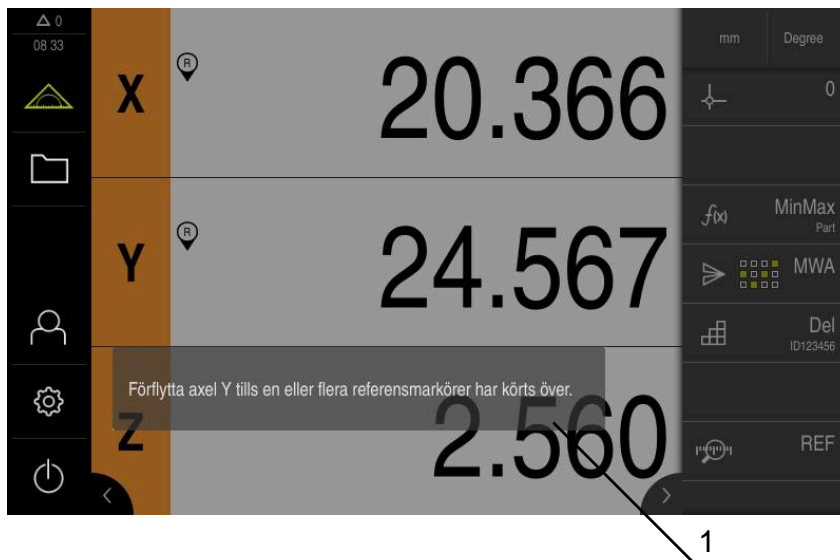 0
08 33
mm Degree
X R 20.366
0
Y R 24.567
f(x) MinMax
Part
MWA
Del
ID123456
Förflytta axel Y tills en eller flera referensmarkörer har körts över.
Z 2.560
REF
1